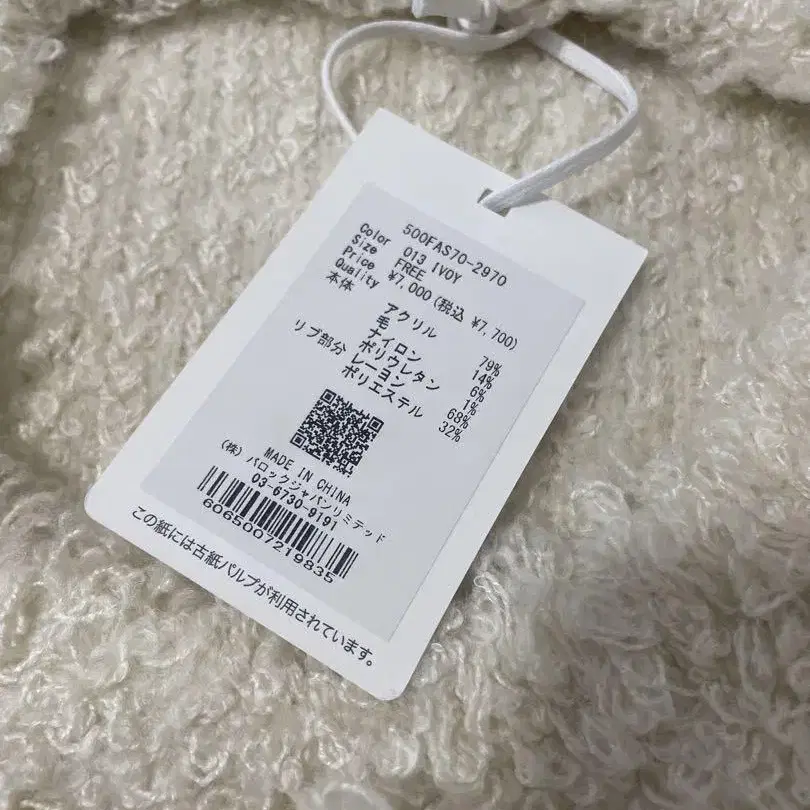 500FAS70-2970
Color 013 IVOY
Size FREE
Price ¥7,000(税込 ¥7,700)
Quality
本体 アクリル 79%
毛 14%
ナイロン 6%
ポリウレタン 1%
リブ部分 レーヨン 68%
ポリエステル 32%
MADE IN CHINA
(株) バロックジャパンリミテッド
03-6730-9191
6065007219835
この紙には古紙パルプが利用されています。